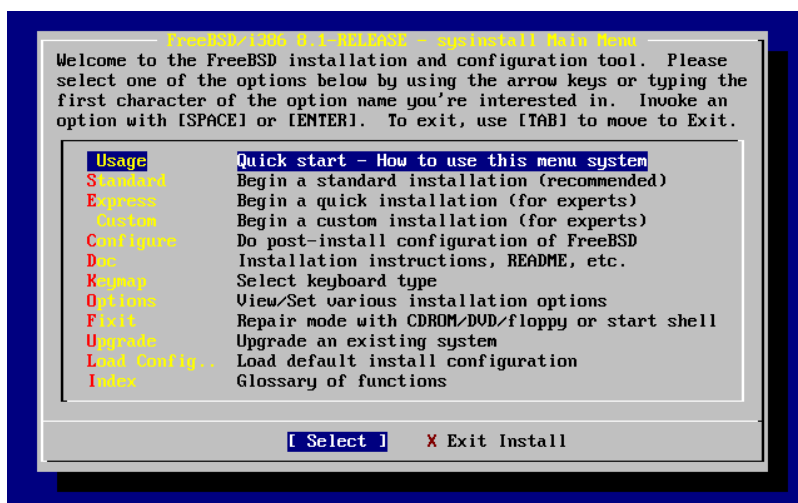 FreeBSD/i386 8.1-RELEASE - sysinstall Main Menu
Welcome to the FreeBSD installation and configuration tool.  Please
select one of the options below by using the arrow keys or typing the
first character of the option name you're interested in.  Invoke an
option with [SPACE] or [ENTER].  To exit, use [TAB] to move to Exit.
Usage Quick start - How to use this menu system
Standard Begin a standard installation (recommended)
Express Begin a quick installation (for experts)
Custom Begin a custom installation (for experts)
Configure Do post-install configuration of FreeBSD
Doc Installation instructions, README, etc.
Keymap Select keyboard type
Options View/Set various installation options
Fixit Repair mode with CDROM/DVD/floppy or start shell
Upgrade Upgrade an existing system
Load Config.. Load default install configuration
Index Glossary of functions
[ Select ] X Exit Install